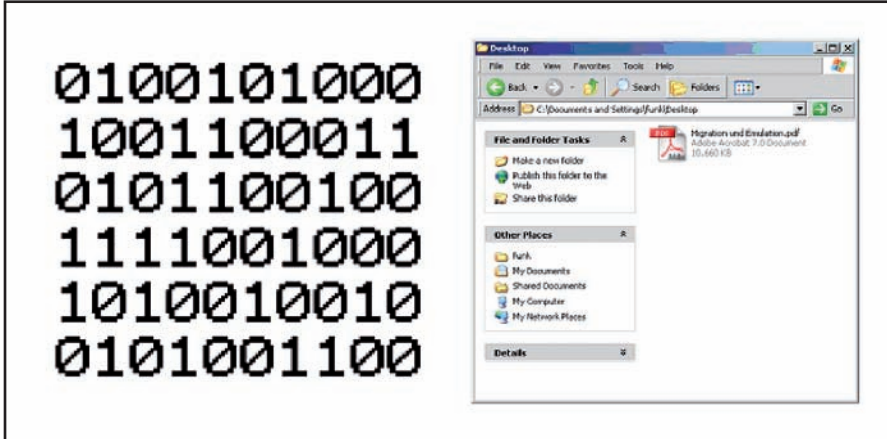 0100101000
1001100011
0101100100
1111001000
1010010010
0101001100
Desktop
File Edit View Favorites Tools Help
Back Search Folders
Address C:\Documents and Settings\funk\Desktop Go
File and Folder Tasks
Make a new folder
Publish this folder to the
Web
Share this folder
Other Places
funk
My Documents
Shared Documents
My Computer
My Network Places
Details
Migration und Emulation.pdf
Adobe Acrobat 7.0 Document
10.660 KB